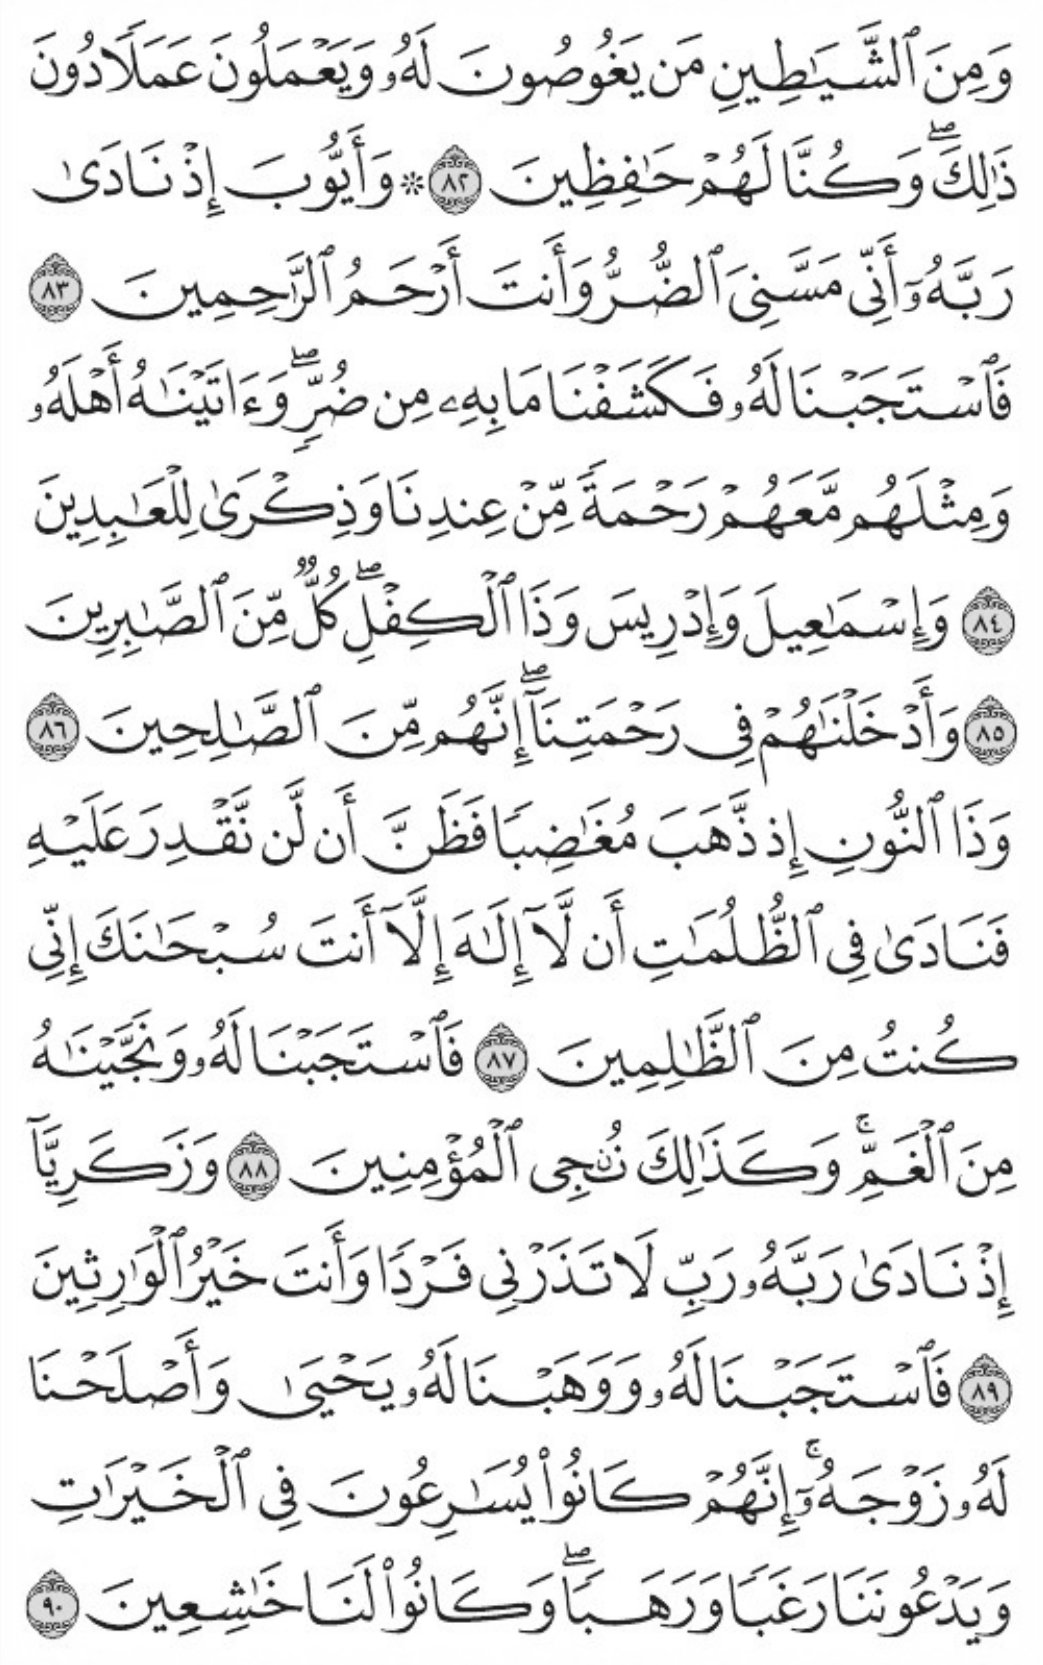 وَمِنَ ٱلشَّيَٰطِينِ مَن يَغُوصُونَ لَهُۥ وَيَعْمَلُونَ عَمَلًا دُونَ
ذَٰلِكَۖ وَكُنَّا لَهُمْ حَٰفِظِينَ ٨٢ ۞ وَأَيُّوبَ إِذْ نَادَىٰ
رَبَّهُۥٓ أَنِّى مَسَّنِىَ ٱلضُّرُّ وَأَنتَ أَرْحَمُ ٱلرَّٰحِمِينَ ٨٣
فَٱسْتَجَبْنَا لَهُۥ فَكَشَفْنَا مَا بِهِۦ مِن ضُرٍّۖ وَءَاتَيْنَٰهُ أَهْلَهُۥ
وَمِثْلَهُم مَّعَهُمْ رَحْمَةً مِّنْ عِندِنَا وَذِكْرَىٰ لِلْعَٰبِدِينَ
٨٤ وَإِسْمَٰعِيلَ وَإِدْرِيسَ وَذَا ٱلْكِفْلِۖ كُلٌّ مِّنَ ٱلصَّٰبِرِينَ
٨٥ وَأَدْخَلْنَٰهُمْ فِى رَحْمَتِنَآۖ إِنَّهُم مِّنَ ٱلصَّٰلِحِينَ ٨٦
وَذَا ٱلنُّونِ إِذ ذَّهَبَ مُغَٰضِبًا فَظَنَّ أَن لَّن نَّقْدِرَ عَلَيْهِ
فَنَادَىٰ فِى ٱلظُّلُمَٰتِ أَن لَّآ إِلَٰهَ إِلَّآ أَنتَ سُبْحَٰنَكَ إِنِّى
كُنتُ مِنَ ٱلظَّٰلِمِينَ ٨٧ فَٱسْتَجَبْنَا لَهُۥ وَنَجَّيْنَٰهُ
مِنَ ٱلْغَمِّۚ وَكَذَٰلِكَ نُۨجِى ٱلْمُؤْمِنِينَ ٨٨ وَزَكَرِيَّآ
إِذْ نَادَىٰ رَبَّهُۥ رَبِّ لَا تَذَرْنِى فَرْدًا وَأَنتَ خَيْرُ ٱلْوَٰرِثِينَ
٨٩ فَٱسْتَجَبْنَا لَهُۥ وَوَهَبْنَا لَهُۥ يَحْيَىٰ وَأَصْلَحْنَا
لَهُۥ زَوْجَهُۥٓۚ إِنَّهُمْ كَانُوا۟ يُسَٰرِعُونَ فِى ٱلْخَيْرَٰتِ
وَيَدْعُونَنَا رَغَبًا وَرَهَبًاۖ وَكَانُوا۟ لَنَا خَٰشِعِينَ ٩٠